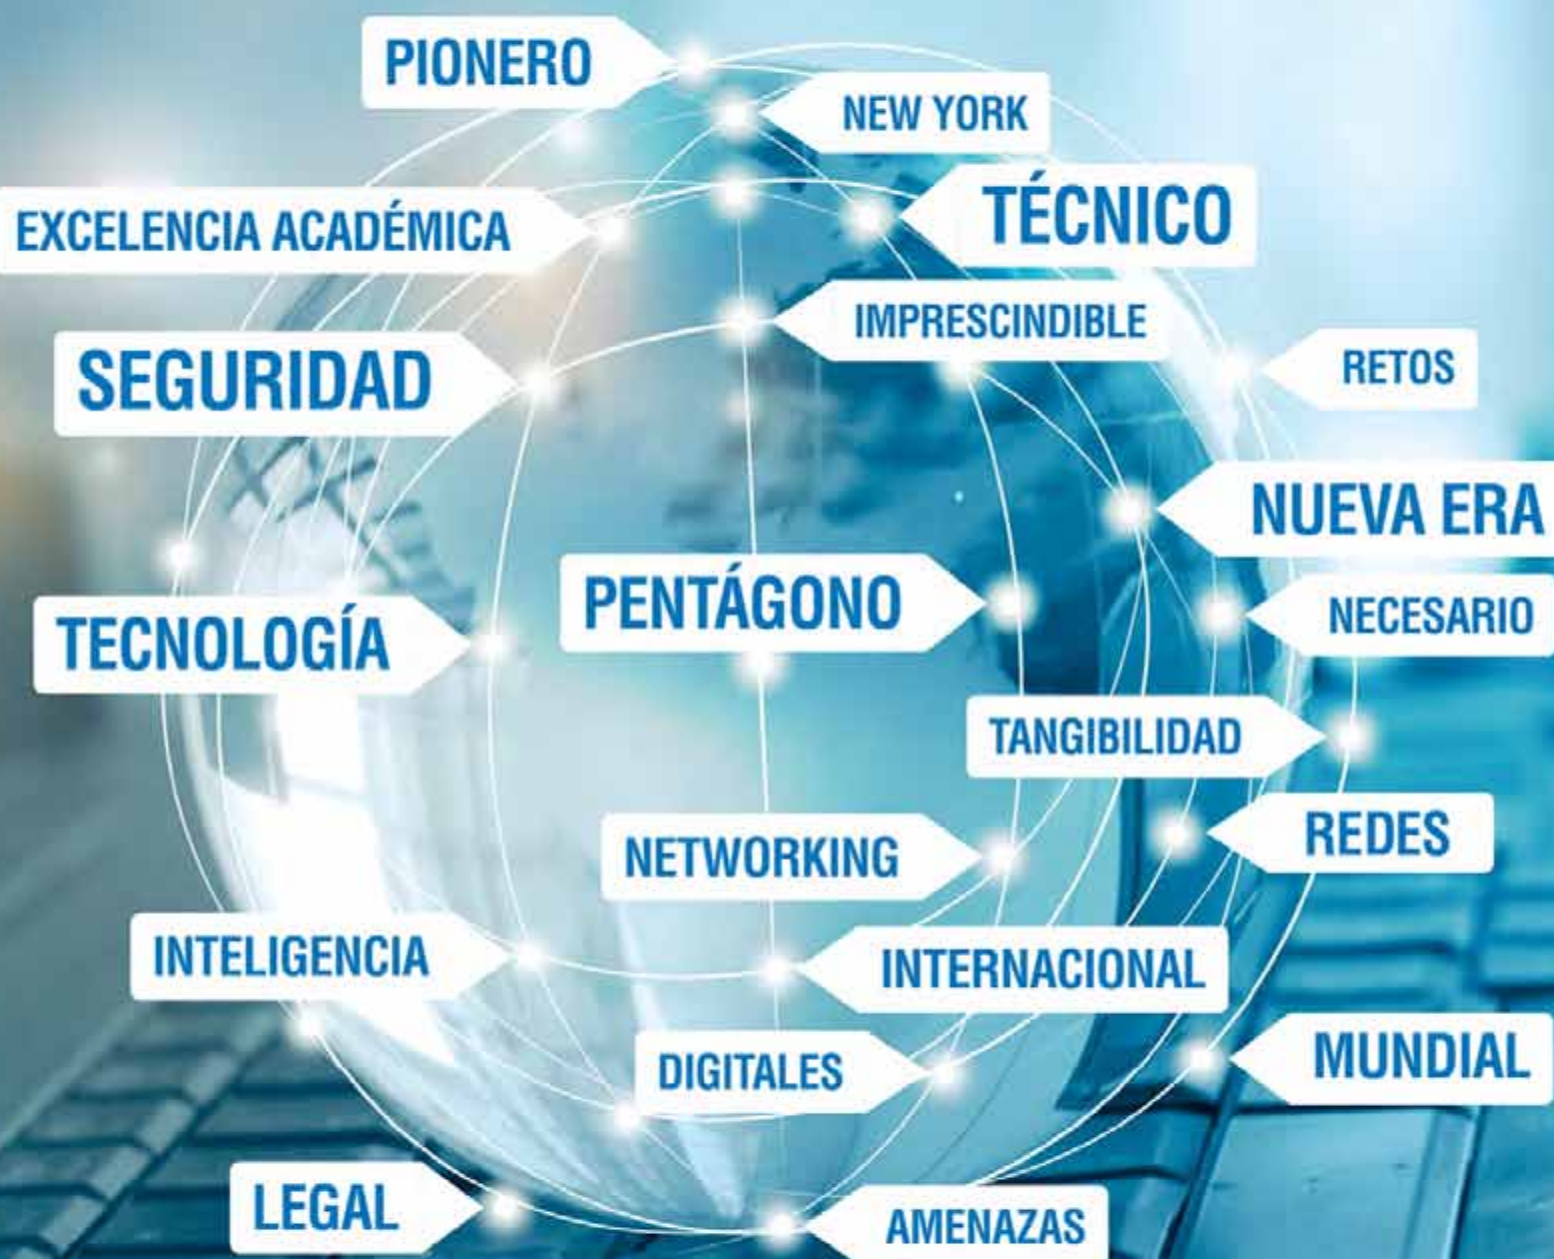 PIONERO
NEW YORK
EXCELENCIA ACADÉMICA
TÉCNICO
IMPRESCINDIBLE
SEGURIDAD
RETOS
NUEVA ERA
PENTÁGONO
NECESARIO
TECNOLOGÍA
TANGIBILIDAD
REDES
NETWORKING
INTELIGENCIA
INTERNACIONAL
DIGITALES
MUNDIAL
LEGAL
AMENAZAS